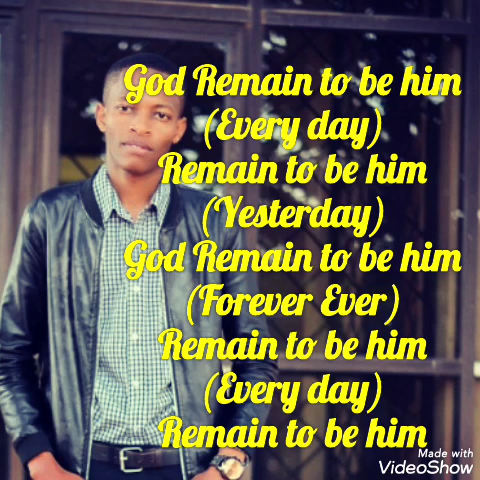 God Remain to be him
(Every day)
Remain to be him
(Yesterday)
God Remain to be him
(Forever Ever)
Remain to be him
(Every day)
Remain to be him
Made with
VideoShow